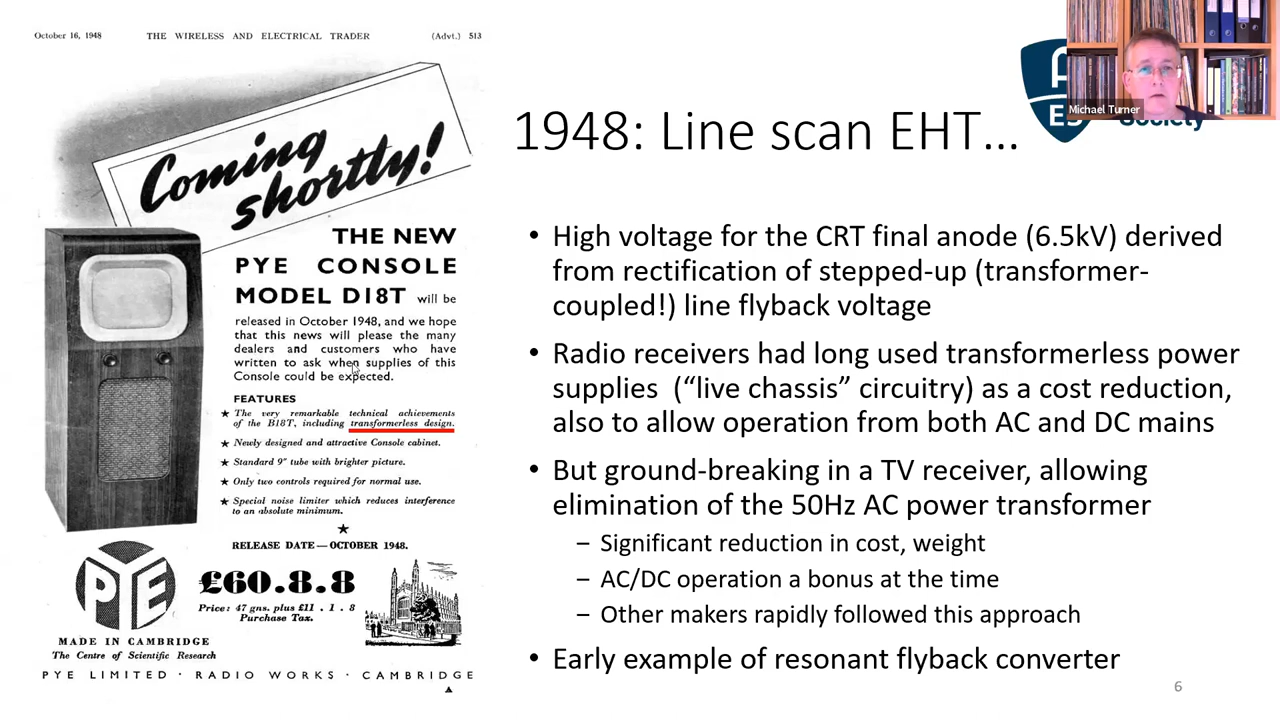 October 16, 1948 THE WIRELESS AND ELECTRICAL TRADER (Advt.) 513
Coming
shortly!
THE NEW
PYE CONSOLE
MODEL D18T will be
released in October 1948, and we hope
that this news will please the many
dealers and customers who have
written to ask when supplies of this
Console could be expected.
FEATURES
★ The very remarkable technical achievements
of the B18T, including transformerless design.
★ Newly designed and attractive Console cabinet.
★ Standard 9" tube with brighter picture.
★ Only two controls required for normal use.
★ Special noise limiter which reduces interference
to an absolute minimum.
★
RELEASE DATE—OCTOBER 1948.
PYE
£60.8.8
Price: 47 gns. plus £11 . 1 . 8
Purchase Tax.
MADE IN CAMBRIDGE
The Centre of Scientific Research
PYE LIMITED · RADIO WORKS · CAMBRIDGE
1948: Line scan EHT…
• High voltage for the CRT final anode (6.5kV) derived
from rectification of stepped-up (transformer-
coupled!) line flyback voltage
• Radio receivers had long used transformerless power
supplies (“live chassis” circuitry) as a cost reduction,
also to allow operation from both AC and DC mains
• But ground-breaking in a TV receiver, allowing
elimination of the 50Hz AC power transformer
– Significant reduction in cost, weight
– AC/DC operation a bonus at the time
– Other makers rapidly followed this approach
• Early example of resonant flyback converter
6
Michael Turner
Society